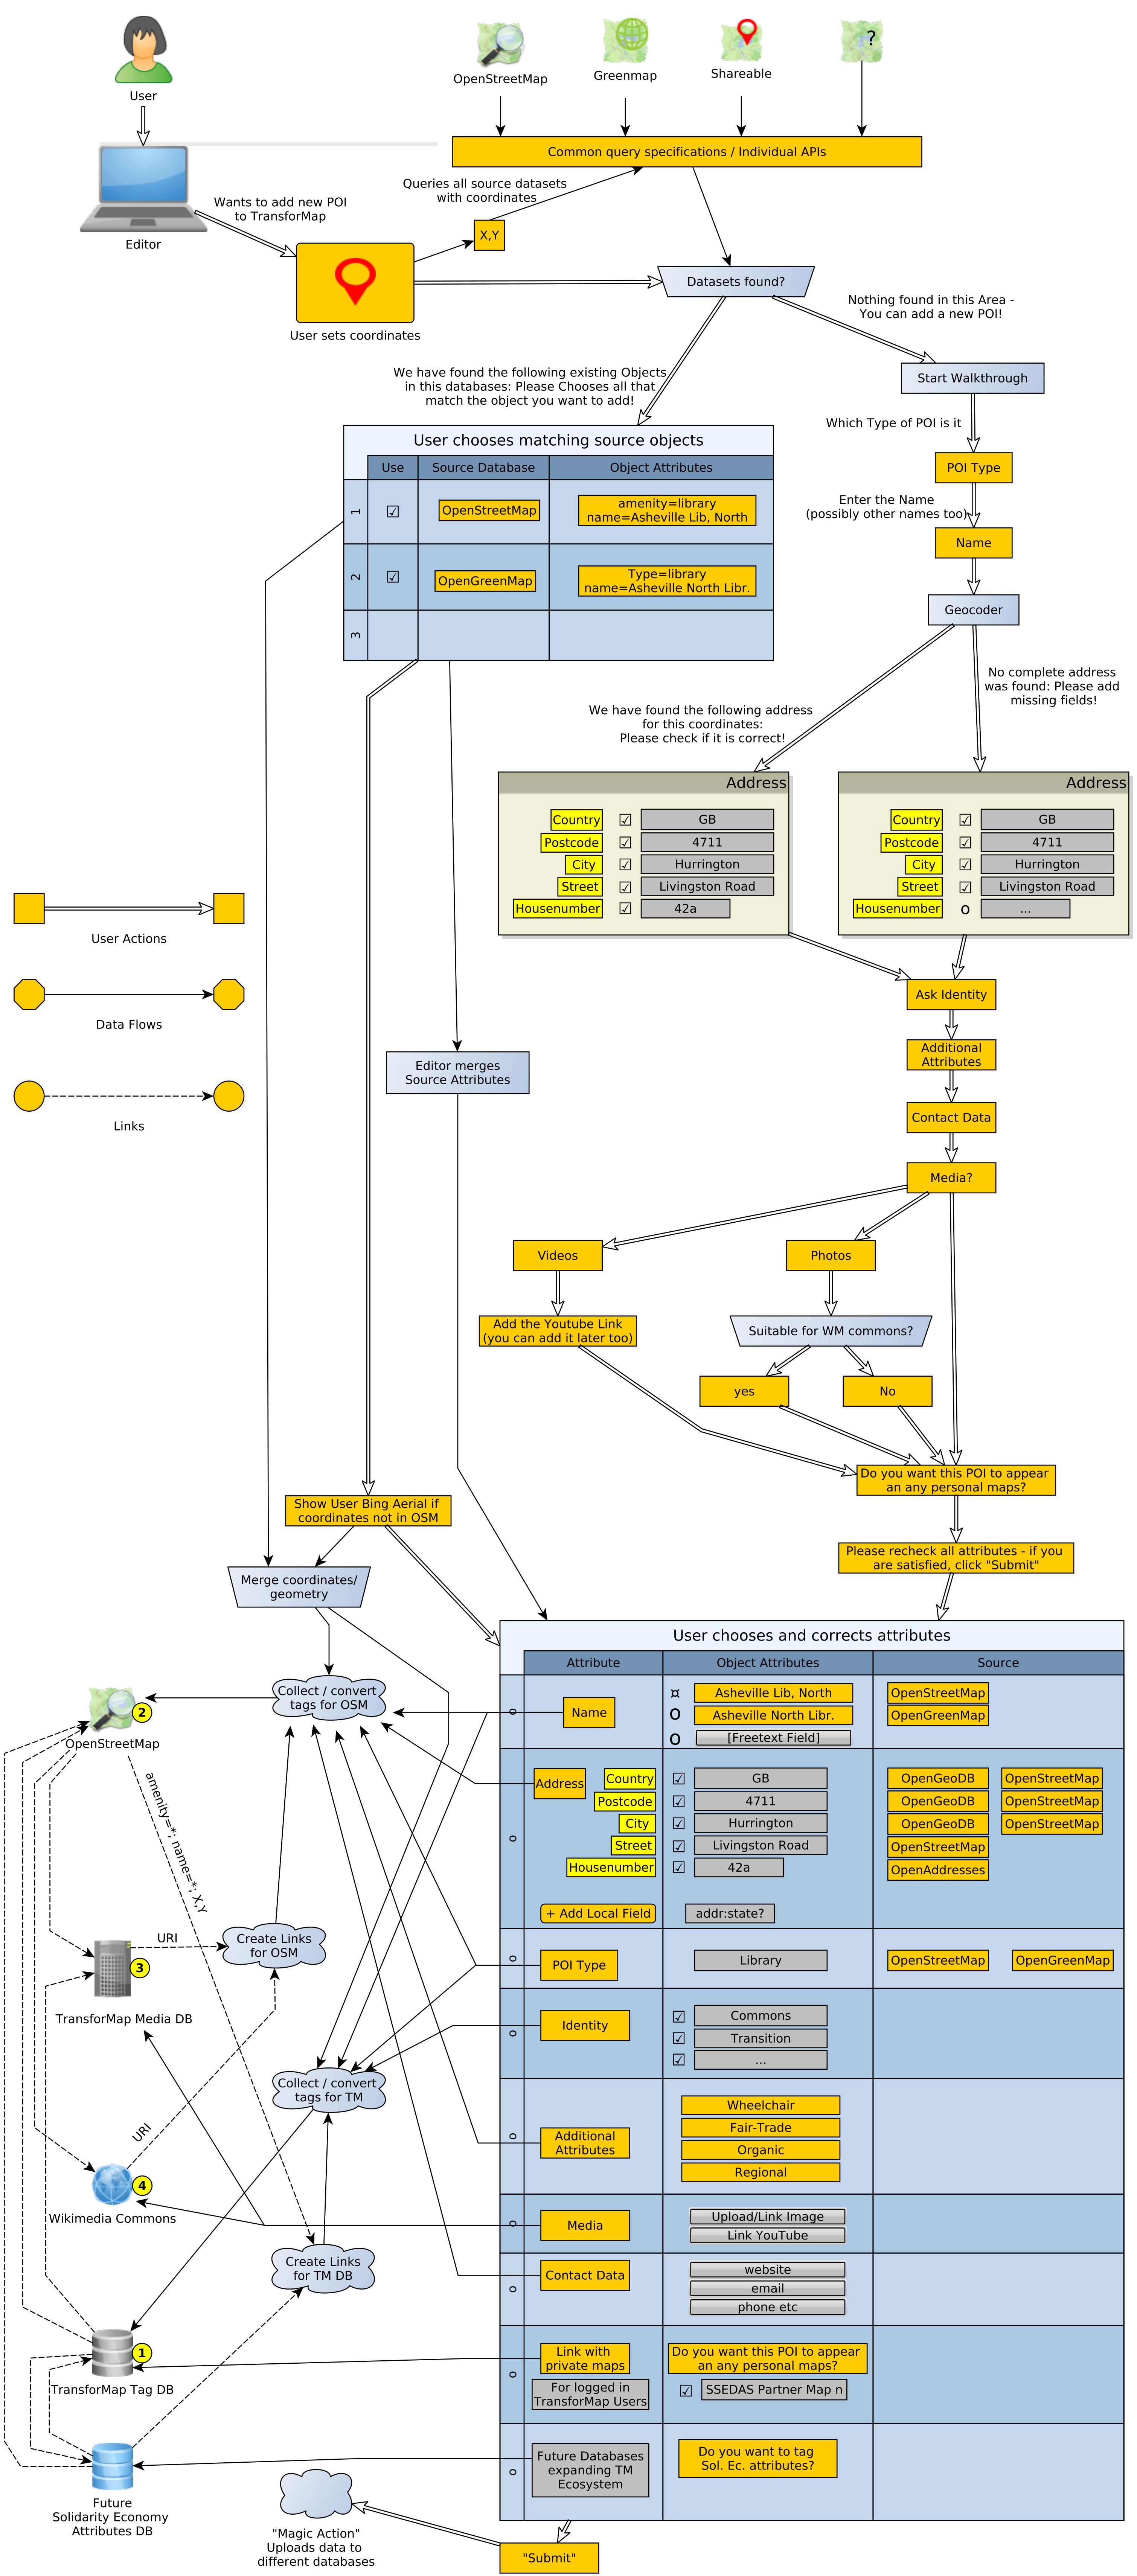 User
OpenStreetMap
Greenmap
Shareable
?
Common query specifications / Individual APIs
Editor
Wants to add new POI
to TransforMap
Queries all source datasets
with coordinates
X,Y
User sets coordinates
Datasets found?
Nothing found in this Area -
You can add a new POI!
We have found the following existing Objects
in this databases: Please Chooses all that
match the object you want to add!
Start Walkthrough
Which Type of POI is it
POI Type
Enter the Name
(possibly other names too)
Name
Geocoder
User chooses matching source objects
Use
Source Database
Object Attributes
1
☑
OpenStreetMap
amenity=library
name=Asheville Lib, North
2
☑
OpenGreenMap
Type=library
name=Asheville North Libr.
3
No complete address
was found: Please add
missing fields!
We have found the following address
for this coordinates:
Please check if it is correct!
Address
Country ☑ GB
Postcode ☑ 4711
City ☑ Hurrington
Street ☑ Livingston Road
Housenumber ☑ 42a
Address
Country ☑ GB
Postcode ☑ 4711
City ☑ Hurrington
Street ☑ Livingston Road
Housenumber o ...
User Actions
Data Flows
Links
Ask Identity
Additional
Attributes
Contact Data
Media?
Editor merges
Source Attributes
Videos
Photos
Add the Youtube Link
(you can add it later too)
Suitable for WM commons?
yes
No
Do you want this POI to appear
an any personal maps?
Please recheck all attributes - if you
are satisfied, click "Submit"
Show User Bing Aerial if
coordinates not in OSM
Merge coordinates/
geometry
User chooses and corrects attributes
Attribute
Object Attributes
Source
o
Name
¤ Asheville Lib, North
O Asheville North Libr.
O [Freetext Field]
OpenStreetMap
OpenGreenMap
o
Address
Country ☑ GB OpenGeoDB OpenStreetMap
Postcode ☑ 4711 OpenGeoDB OpenStreetMap
City ☑ Hurrington OpenGeoDB OpenStreetMap
Street ☑ Livingston Road OpenStreetMap
Housenumber ☑ 42a OpenAddresses
+ Add Local Field
addr:state?
o
POI Type
Library
OpenStreetMap
OpenGreenMap
o
Identity
☑ Commons
☑ Transition
☑ ...
o
Additional
Attributes
Wheelchair
Fair-Trade
Organic
Regional
o
Media
Upload/Link Image
Link YouTube
o
Contact Data
website
email
phone etc
o
Link with
private maps
For logged in
TransforMap Users
Do you want this POI to appear
an any personal maps?
☑ SSEDAS Partner Map n
o
Future Databases
expanding TM
Ecosystem
Do you want to tag
Sol. Ec. attributes?
"Submit"
Collect / convert
tags for OSM
2
OpenStreetMap
amenity=*; name=*; X,Y
Create Links
for OSM
URI
3
TransforMap Media DB
Collect / convert
tags for TM
URI
4
Wikimedia Commons
Create Links
for TM DB
1
TransforMap Tag DB
Future
Solidarity Economy
Attributes DB
"Magic Action"
Uploads data to
different databases